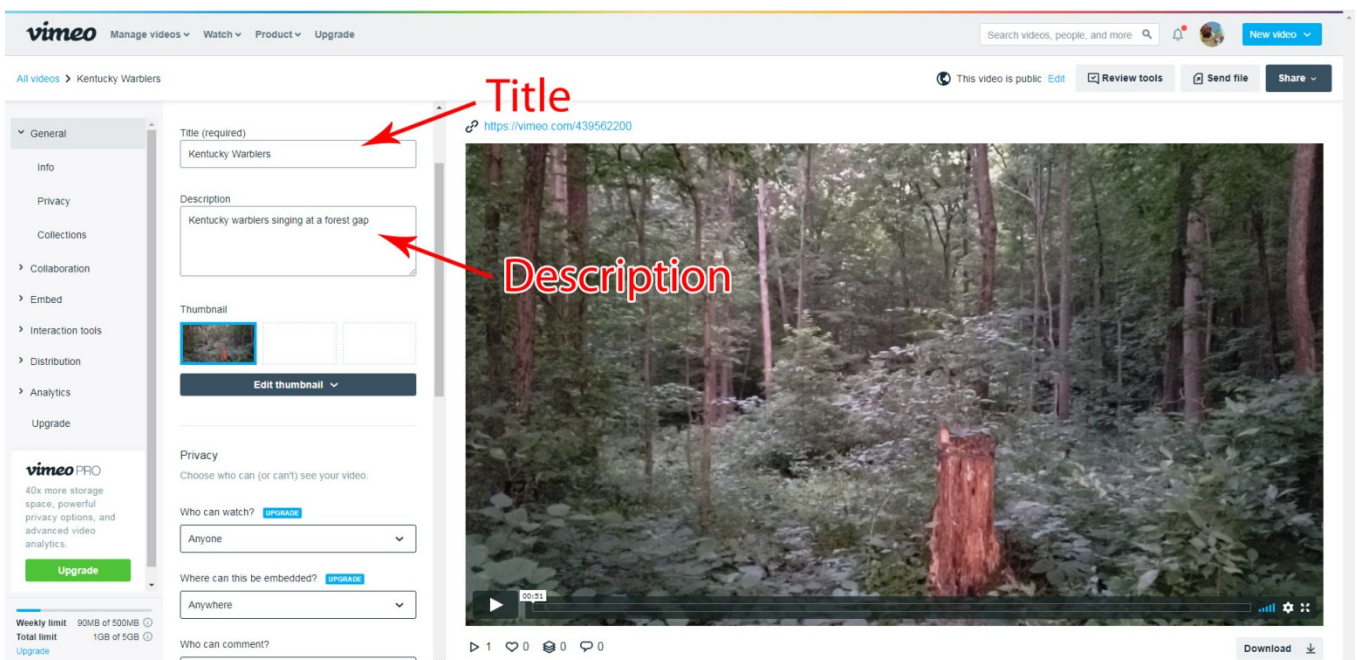 vimeo Manage videos Watch Product Upgrade Search videos, people, and more New video
All videos > Kentucky Warblers This video is public Edit Review tools Send file Share
Title
https://vimeo.com/439562200
General
Info
Privacy
Collections
Collaboration
Embed
Interaction tools
Distribution
Analytics
Upgrade
vimeo PRO
40x more storage
space, powerful
privacy options, and
advanced video
analytics.
Upgrade
Weekly limit 90MB of 500MB
Total limit 1GB of 5GB
Upgrade
Title (required)
Kentucky Warblers
Description
Kentucky warblers singing at a forest gap
Description
Thumbnail
Edit thumbnail
Privacy
Choose who can (or can't) see your video.
Who can watch? UPGRADE
Anyone
Where can this be embedded? UPGRADE
Anywhere
Who can comment?
00:51
1 0 0 0
Download